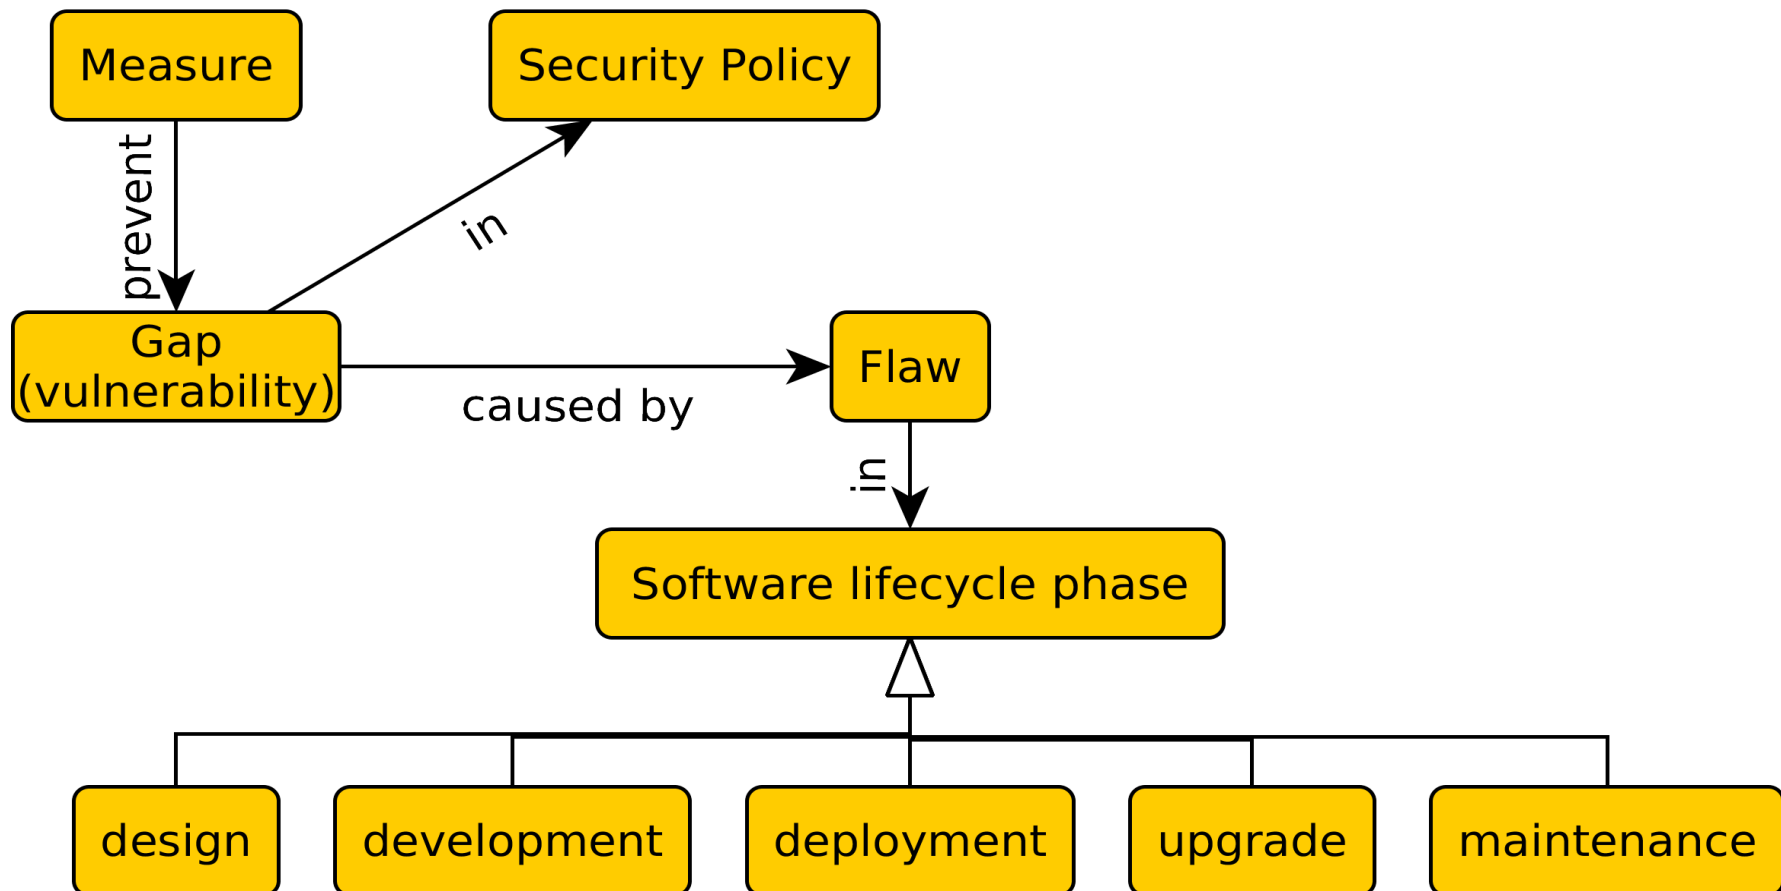 Measure
Security Policy
prevent
in
Gap
(vulnerability)
caused by
Flaw
in
Software lifecycle phase
design
development
deployment
upgrade
maintenance